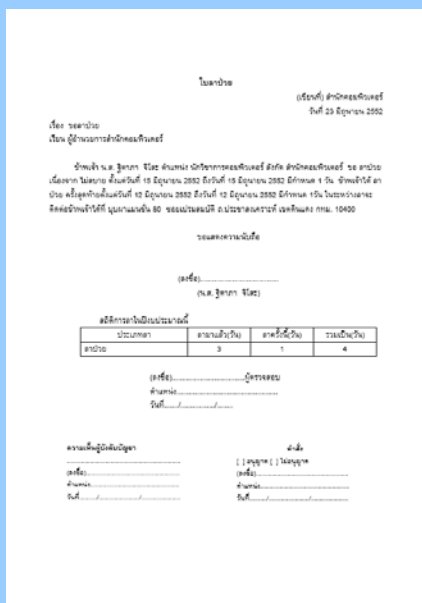 ใบลาป่วย
(เขียนที่) สำนักคอมพิวเตอร์
วันที่ 23 มิถุนายน 2552
เรื่อง ขอลาป่วย
เรียน ผู้อำนวยการสำนักคอมพิวเตอร์
ข้าพเจ้า น.ส. ฐิตาภา จิโสะ ตำแหน่ง นักวิชาการคอมพิวเตอร์ สังกัด สำนักคอมพิวเตอร์ ขอ ลาป่วย
เนื่องจาก ไม่สบาย ตั้งแต่วันที่ 15 มิถุนายน 2552 ถึงวันที่ 15 มิถุนายน 2552 มีกำหนด 1 วัน ข้าพเจ้าได้ ลา
ป่วย ครั้งสุดท้ายตั้งแต่วันที่ 12 มิถุนายน 2552 ถึงวันที่ 12 มิถุนายน 2552 มีกำหนด 1วัน ในระหว่างลาจะ
ติดต่อข้าพเจ้าได้ที่ บุษบาแมนชั่น 80 ซอยเปรมสมบัติ ถ.ประชาสงเคราะห์ เขตดินแดง กทม. 10400
ขอแสดงความนับถือ
(ลงชื่อ)..............................
(น.ส. ฐิตาภา จิโสะ)
สถิติการลาในปีงบประมาณนี้
ประเภทลา ลามาแล้ว(วัน) ลาครั้งนี้(วัน) รวมเป็น(วัน)
ลาป่วย 3 1 4
(ลงชื่อ)..............................ผู้ตรวจสอบ
ตำแหน่ง........................................
วันที่......./................/.......
ความเห็นผู้บังคับบัญชา คำสั่ง
........................................ [ ] อนุญาต [ ] ไม่อนุญาต
(ลงชื่อ)................................ (ลงชื่อ)................................
ตำแหน่ง................................ ตำแหน่ง................................
วันที่......./................/............ วันที่......./................/............